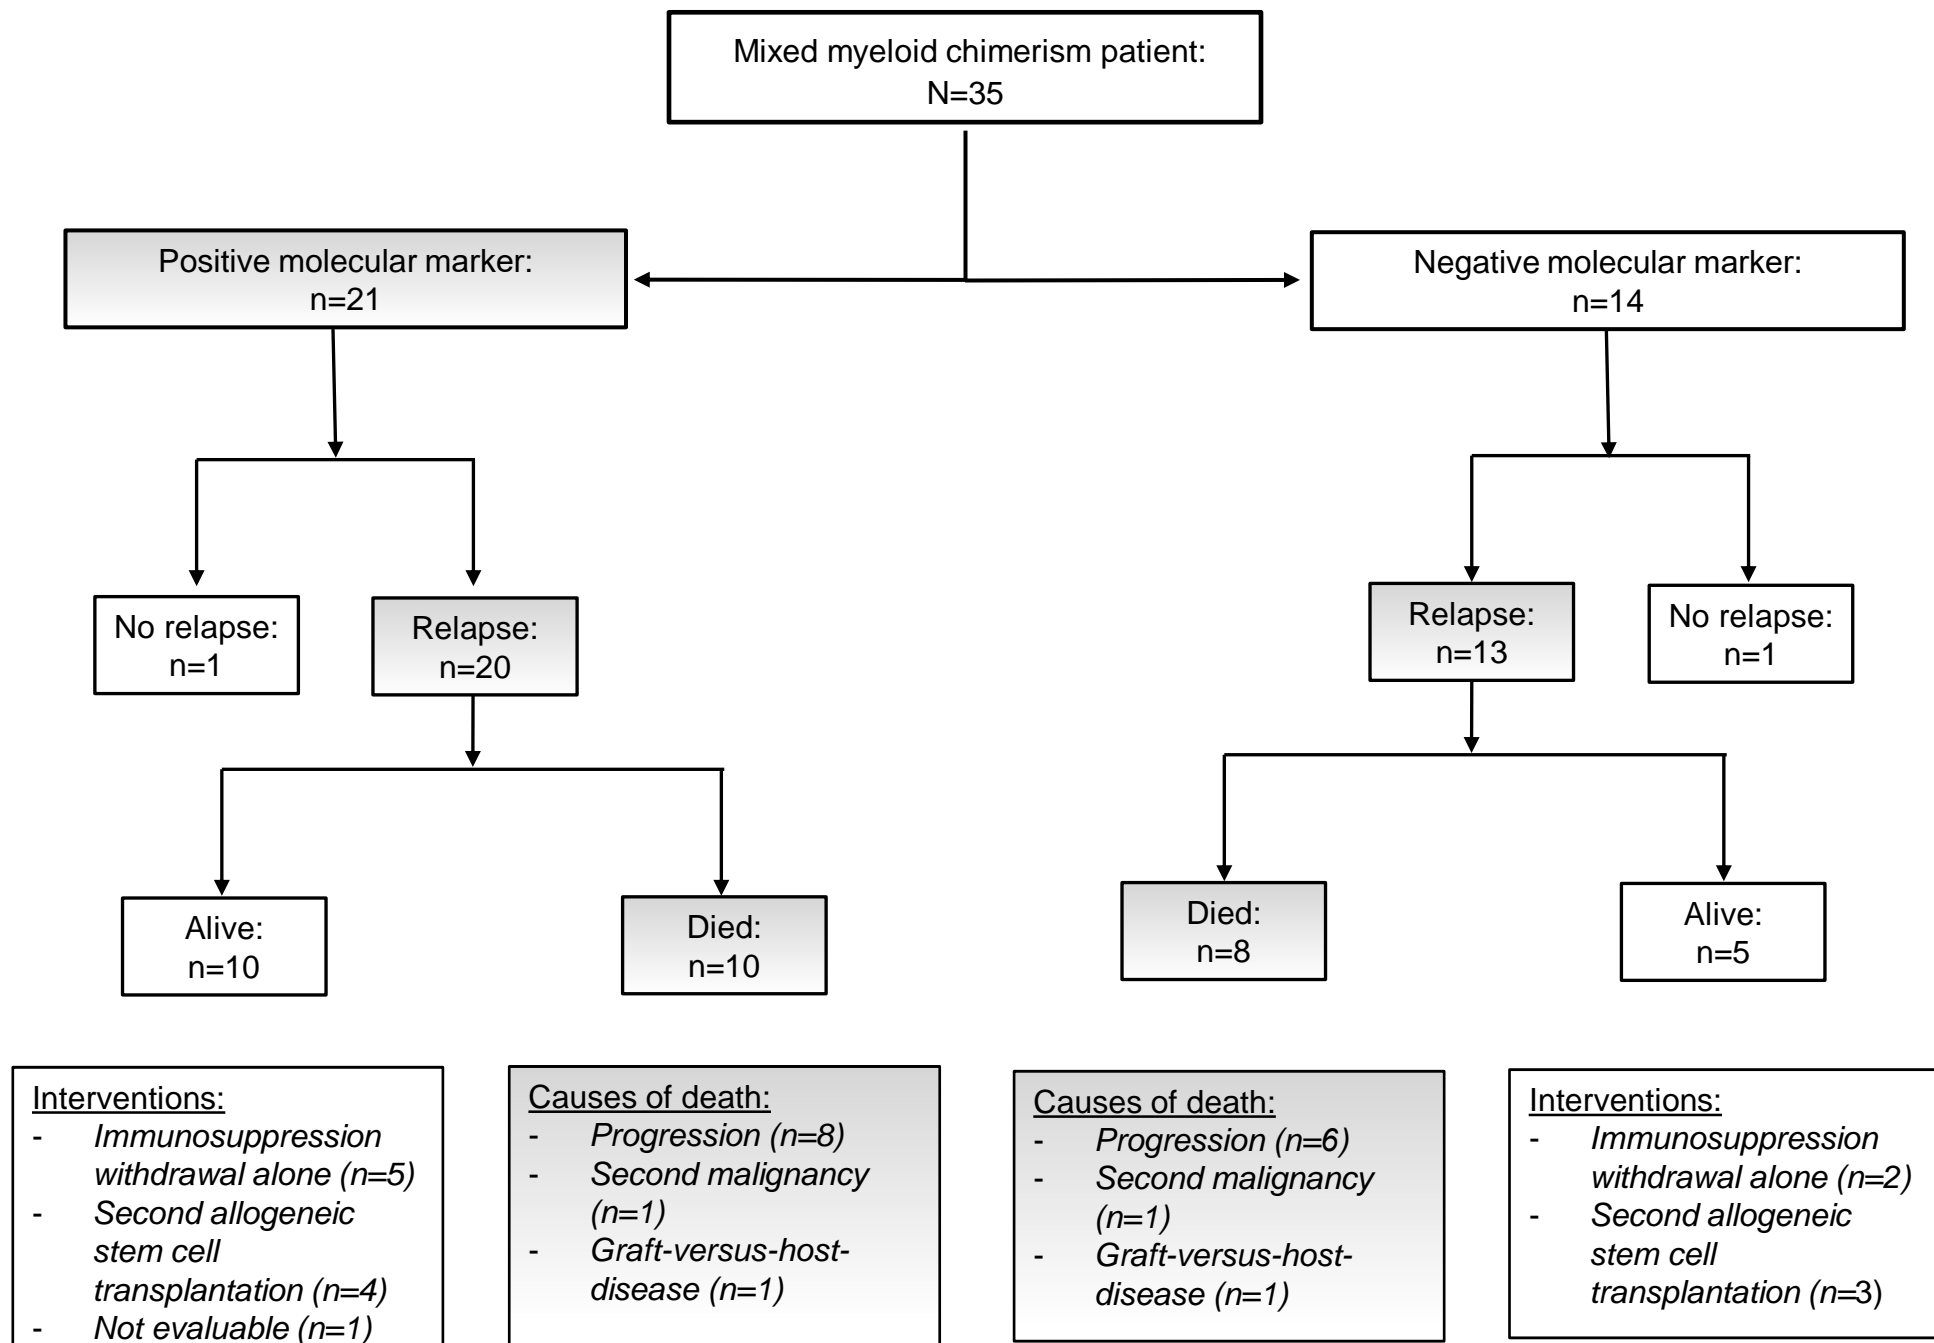 Mixed myeloid chimerism patient:
N=35
Positive molecular marker:
n=21
Negative molecular marker:
n=14
No relapse:
n=1
Relapse:
n=20
Relapse:
n=13
No relapse:
n=1
Alive:
n=10
Died:
n=10
Died:
n=8
Alive:
n=5
Interventions:
- Immunosuppression
withdrawal alone (n=5)
- Second allogeneic
stem cell
transplantation (n=4)
- Not evaluable (n=1)
Causes of death:
- Progression (n=8)
- Second malignancy
(n=1)
- Graft-versus-host-
disease (n=1)
Causes of death:
- Progression (n=6)
- Second malignancy
(n=1)
- Graft-versus-host-
disease (n=1)
Interventions:
- Immunosuppression
withdrawal alone (n=2)
- Second allogeneic
stem cell
transplantation (n=3)